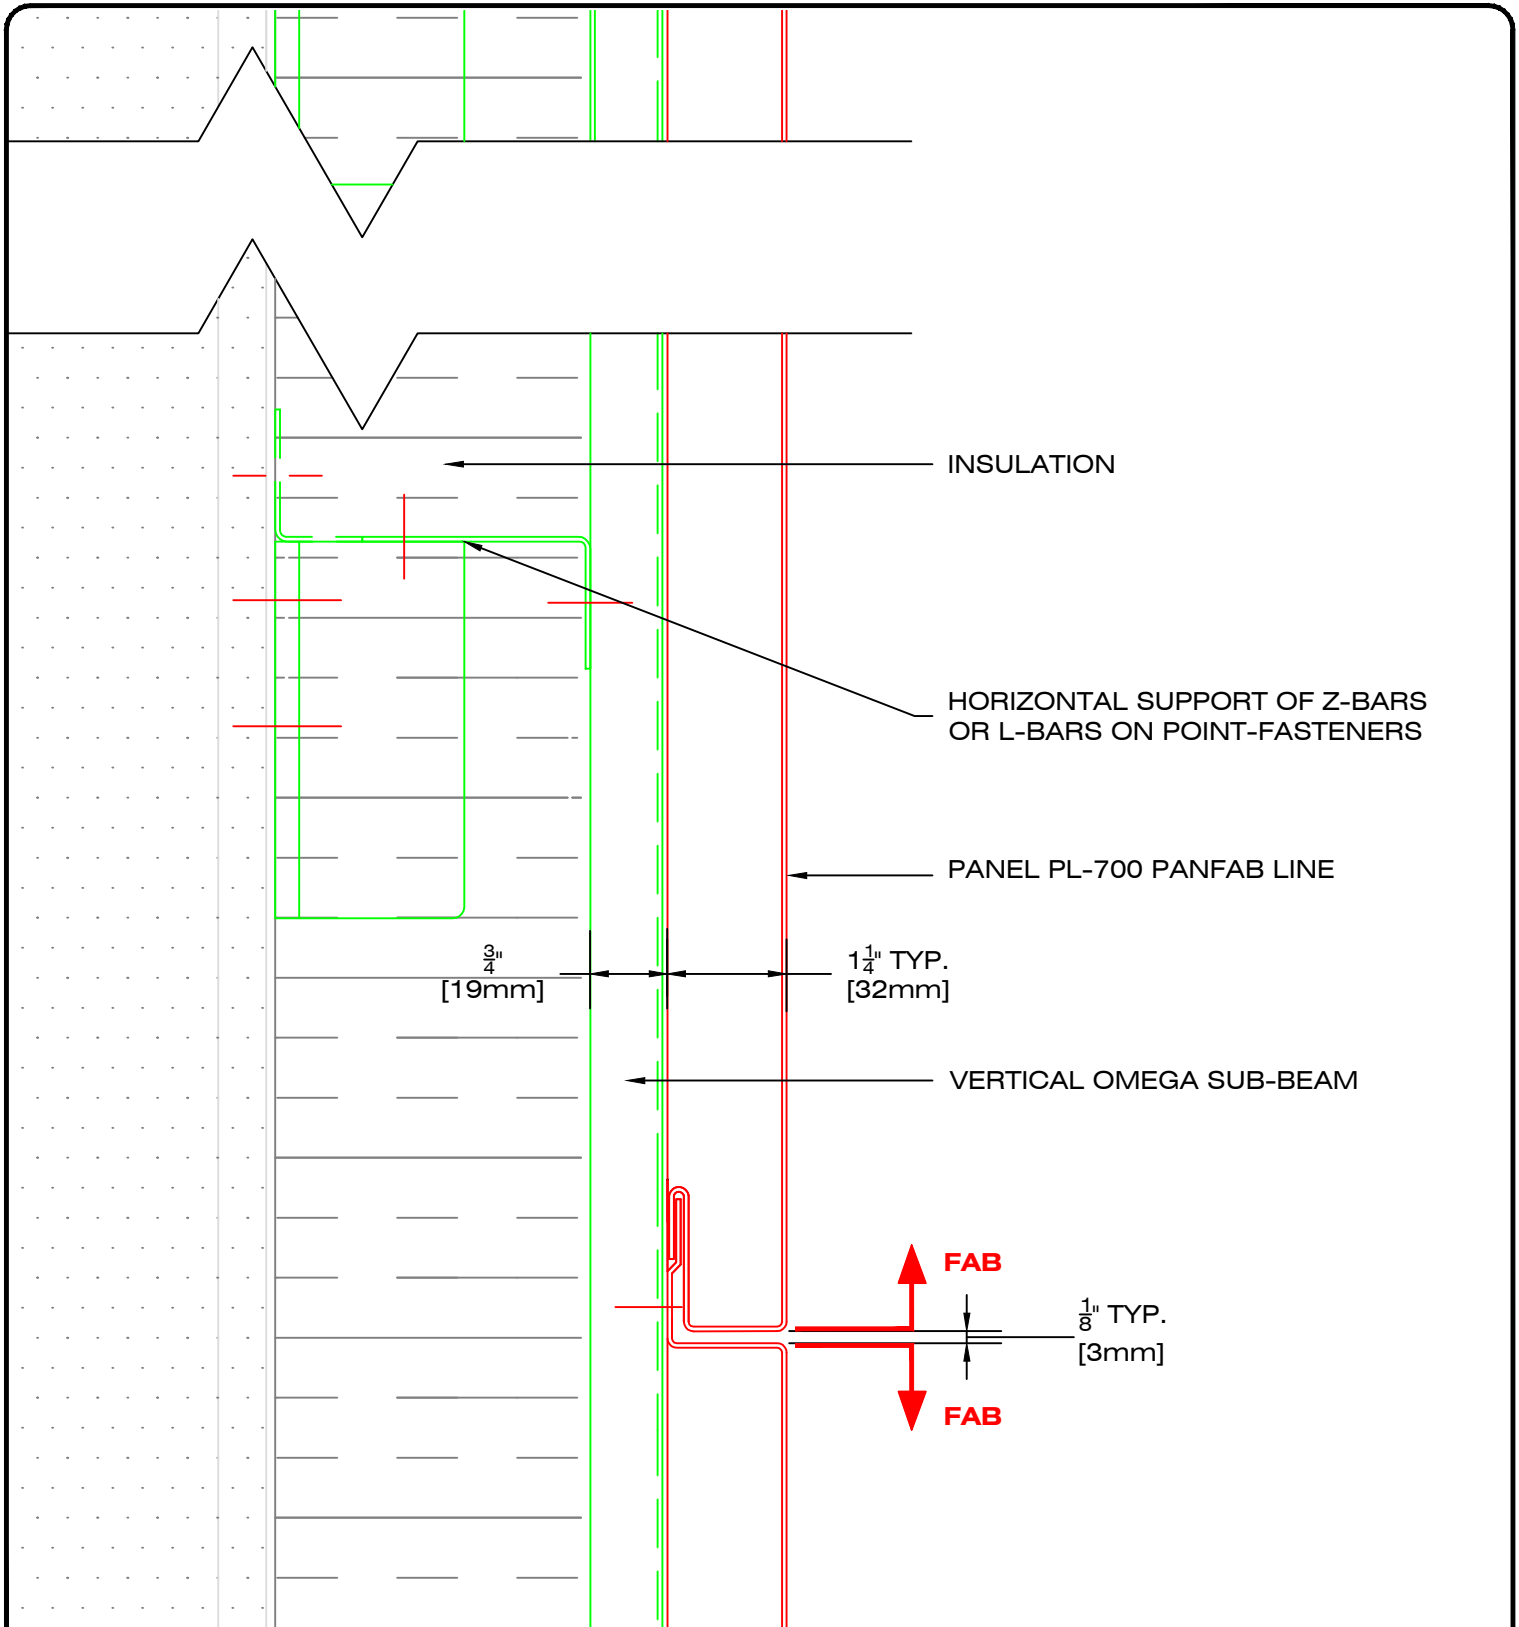 INSULATION
HORIZONTAL SUPPORT OF Z-BARS
OR L-BARS ON POINT-FASTENERS
PANEL PL-700 PANFAB LINE
3/4"
[19mm]
1 1/4" TYP.
[32mm]
VERTICAL OMEGA SUB-BEAM
FAB
1/8" TYP.
[3mm]
FAB